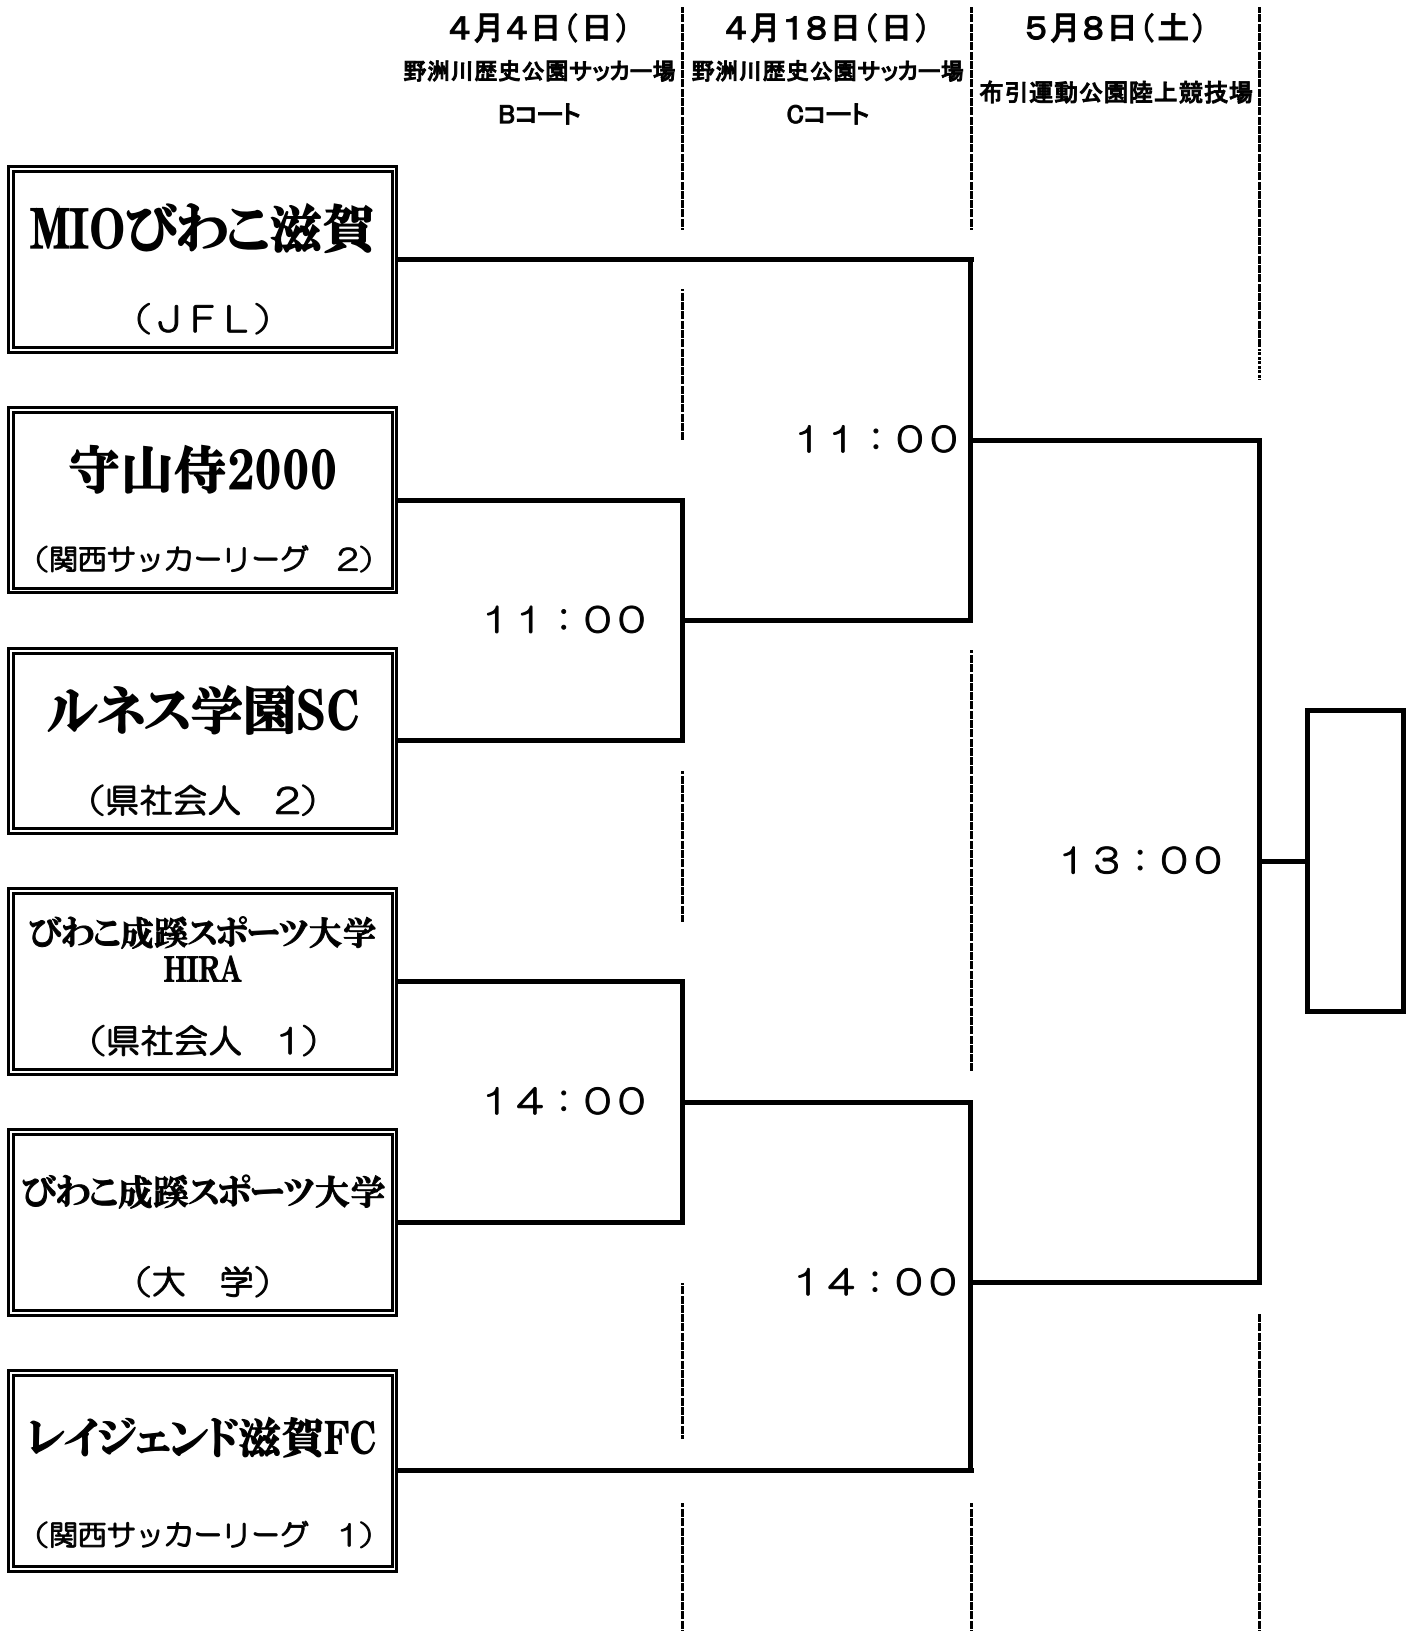 4月4日(日)
野洲川歴史公園サッカー場
Bコート
4月18日(日)
野洲川歴史公園サッカー場
Cコート
5月8日(土)
布引運動公園陸上競技場
MIOびわこ滋賀
(JFL)
守山侍2000
(関西サッカーリーグ 2)
ルネス学園SC
(県社会人 2)
びわこ成蹊スポーツ大学
HIRA
(県社会人 1)
びわこ成蹊スポーツ大学
(大 学)
レイジェンド滋賀FC
(関西サッカーリーグ 1)
11:00
14:00
11:00
14:00
13:00